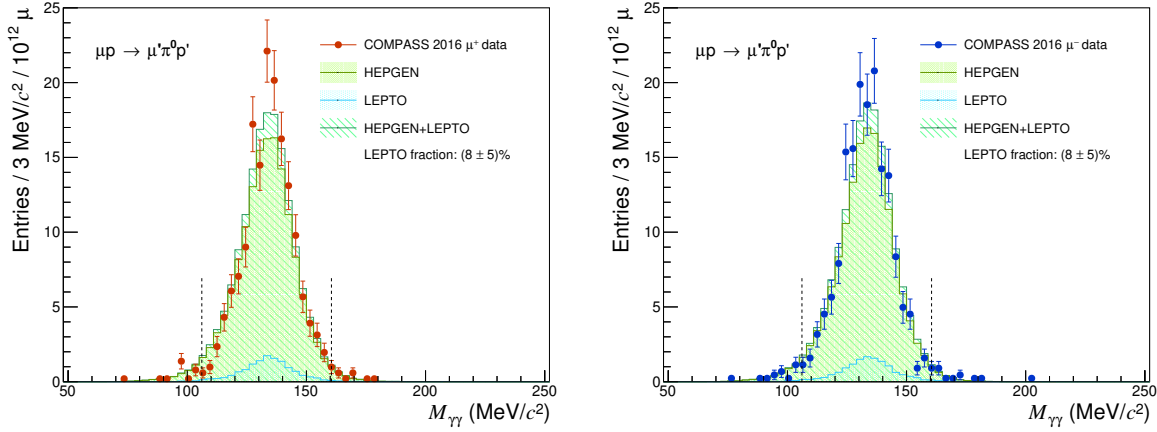 Entries / 3 MeV/c² / 10¹² μ
25
20
15
10
5
0
μp → μ'π⁰p'
COMPASS 2016 μ⁺ data
HEPGEN
LEPTO
HEPGEN+LEPTO
LEPTO fraction: (8 ± 5)%
50 100 150 200 250
M_γγ (MeV/c²)
Entries / 3 MeV/c² / 10¹² μ
25
20
15
10
5
0
μp → μ'π⁰p'
COMPASS 2016 μ⁻ data
HEPGEN
LEPTO
HEPGEN+LEPTO
LEPTO fraction: (8 ± 5)%
50 100 150 200 250
M_γγ (MeV/c²)